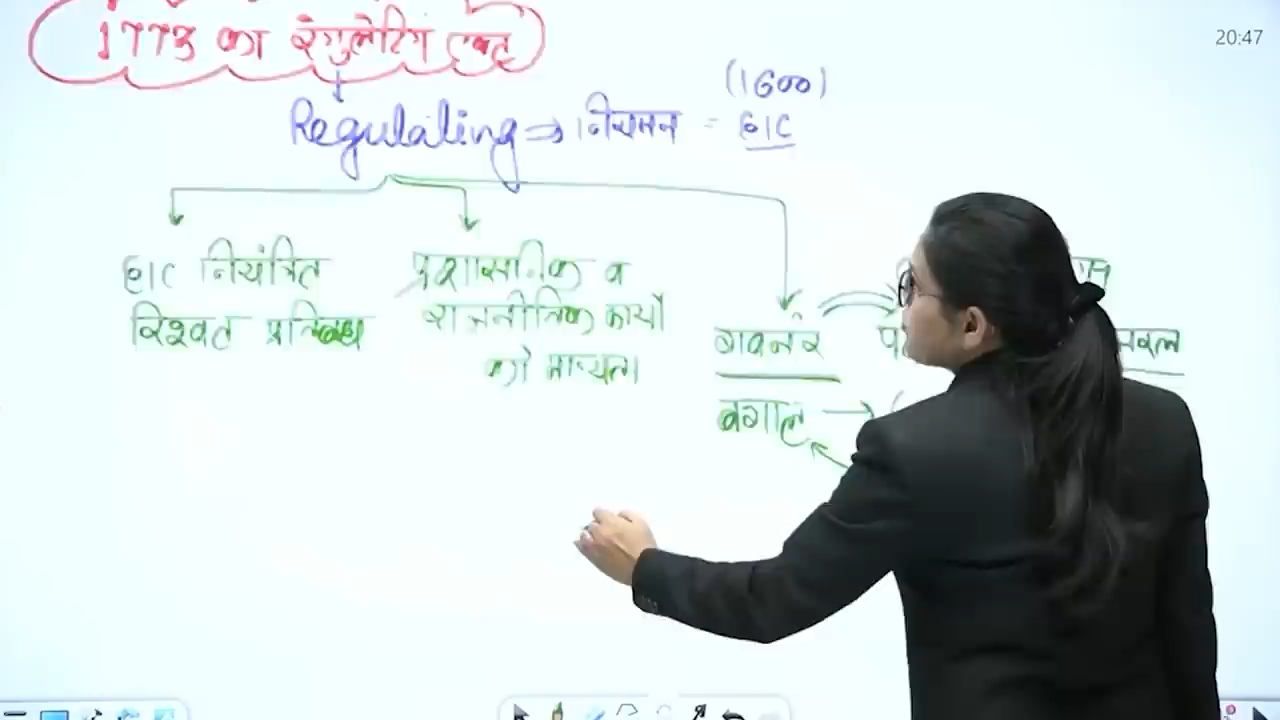 20:47
1773 का रेगुलेटिंग एक्ट
(1600)
Regulating ⇒ नियमन = EIC
EIC नियंत्रित
रिश्वत प्रतिबंध
प्रशासनिक व
राजनीतिक कार्यो
को मान्यता
गवर्नर
बंगाल →